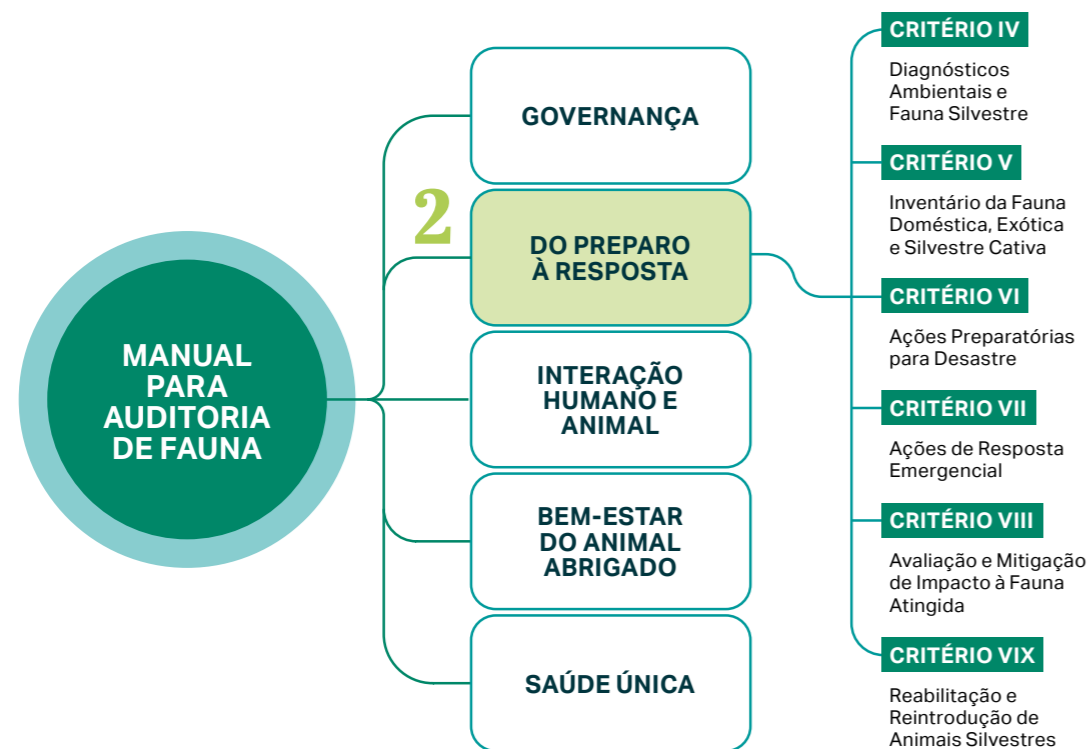 MANUAL
PARA
AUDITORIA
DE FAUNA
GOVERNANÇA
2
DO PREPARO
À RESPOSTA
INTERAÇÃO
HUMANO E
ANIMAL
BEM-ESTAR
DO ANIMAL
ABRIGADO
SAÚDE ÚNICA
CRITÉRIO IV
Diagnósticos
Ambientais e
Fauna Silvestre
CRITÉRIO V
Inventário da Fauna
Doméstica, Exótica
e Silvestre Cativa
CRITÉRIO VI
Ações Preparatórias
para Desastre
CRITÉRIO VII
Ações de Resposta
Emergencial
CRITÉRIO VIII
Avaliação e Mitigação
de Impacto à Fauna
Atingida
CRITÉRIO VIX
Reabilitação e
Reintrodução de
Animais Silvestres